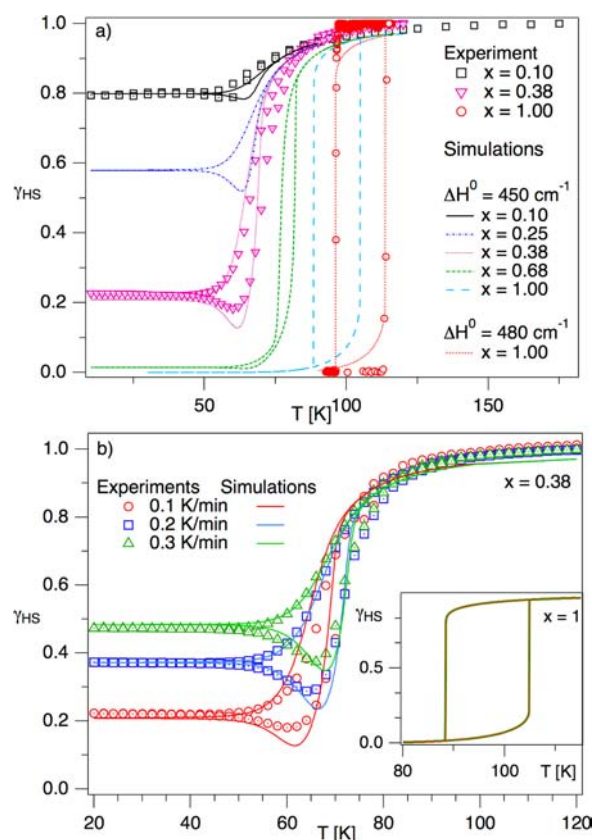 a)
γHS
1.0
0.8
0.6
0.4
0.2
0.0
50
100
150
T [K]
Experiment
x = 0.10
x = 0.38
x = 1.00
Simulations
ΔH⁰ = 450 cm⁻¹
x = 0.10
x = 0.25
x = 0.38
x = 0.68
x = 1.00
ΔH⁰ = 480 cm⁻¹
x = 1.00
b)
γHS
1.0
0.8
0.6
0.4
0.2
0.0
20
40
60
80
100
120
T [K]
Experiments Simulations
0.1 K/min
0.2 K/min
0.3 K/min
x = 0.38
γHS
x = 1
0.5
0.0
80
100
T [K]